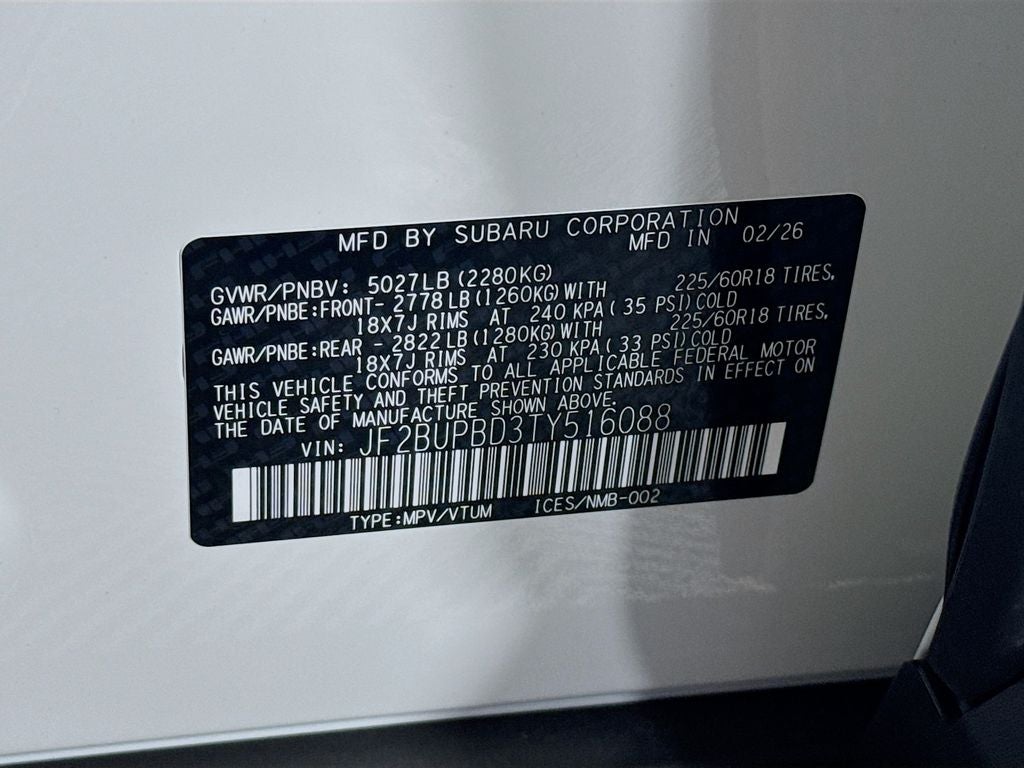 MFD BY SUBARU CORPORATION
MFD IN 02/26
GVWR/PNBV: 5027LB (2280KG)
GAWR/PNBE:FRONT- 2778LB (1260KG) WITH 225/60R18 TIRES,
18X7J RIMS AT 240 KPA (35 PSI) COLD
GAWR/PNBE:REAR - 2822LB (1280KG) WITH 225/60R18 TIRES,
18X7J RIMS AT 230 KPA (33 PSI) COLD
THIS VEHICLE CONFORMS TO ALL APPLICABLE FEDERAL MOTOR
VEHICLE SAFETY AND THEFT PREVENTION STANDARDS IN EFFECT ON
THE DATE OF MANUFACTURE SHOWN ABOVE.
VIN: JF2BUPBD3TY516088
TYPE:MPV/VTUM ICES/NMB-002